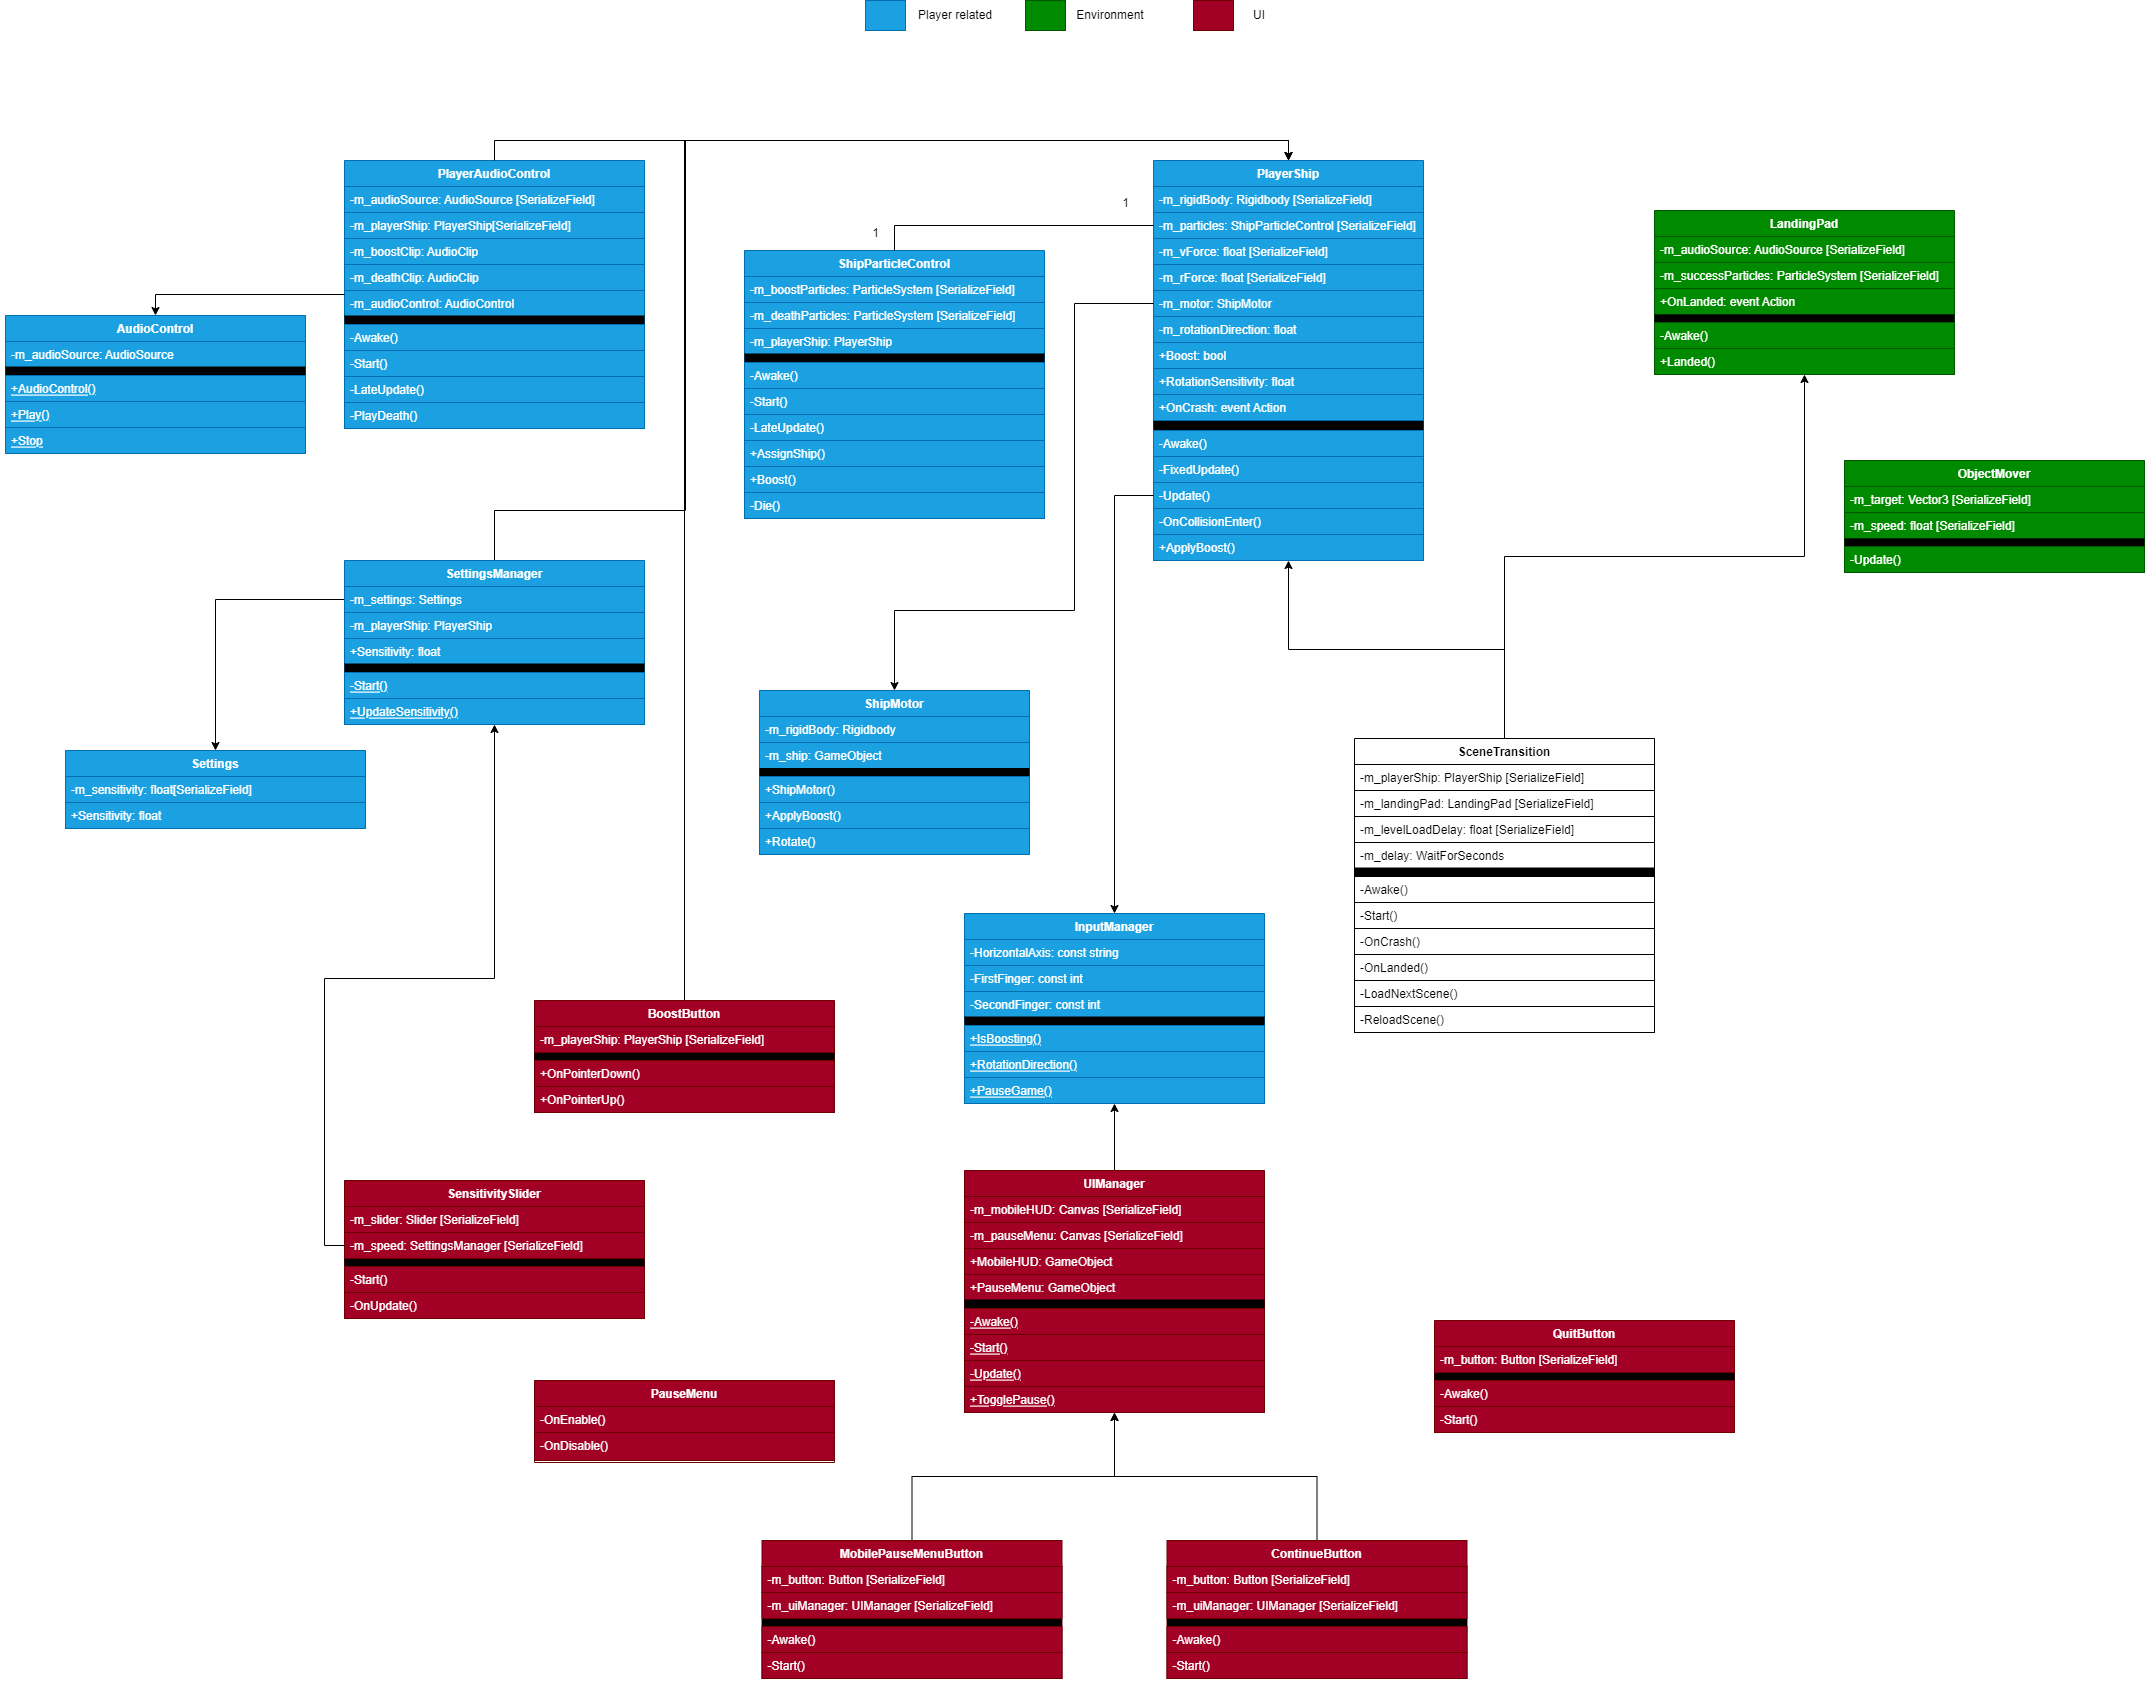 Player related
Environment
UI
PlayerAudioControl
-m_audioSource: AudioSource [SerializeField]
-m_playerShip: PlayerShip[SerializeField]
-m_boostClip: AudioClip
-m_deathClip: AudioClip
-m_audioControl: AudioControl
-Awake()
-Start()
-LateUpdate()
-PlayDeath()
AudioControl
-m_audioSource: AudioSource
+AudioControl()
+Play()
+Stop
1
1
ShipParticleControl
-m_boostParticles: ParticleSystem [SerializeField]
-m_deathParticles: ParticleSystem [SerializeField]
-m_playerShip: PlayerShip
-Awake()
-Start()
-LateUpdate()
+AssignShip()
+Boost()
-Die()
PlayerShip
-m_rigidBody: Rigidbody [SerializeField]
-m_particles: ShipParticleControl [SerializeField]
-m_vForce: float [SerializeField]
-m_rForce: float [SerializeField]
-m_motor: ShipMotor
-m_rotationDirection: float
+Boost: bool
+RotationSensitivity: float
+OnCrash: event Action
-Awake()
-FixedUpdate()
-Update()
-OnCollisionEnter()
+ApplyBoost()
LandingPad
-m_audioSource: AudioSource [SerializeField]
-m_successParticles: ParticleSystem [SerializeField]
+OnLanded: event Action
-Awake()
+Landed()
ObjectMover
-m_target: Vector3 [SerializeField]
-m_speed: float [SerializeField]
-Update()
SettingsManager
-m_settings: Settings
-m_playerShip: PlayerShip
+Sensitivity: float
-Start()
+UpdateSensitivity()
Settings
-m_sensitivity: float[SerializeField]
+Sensitivity: float
ShipMotor
-m_rigidBody: Rigidbody
-m_ship: GameObject
+ShipMotor()
+ApplyBoost()
+Rotate()
SceneTransition
-m_playerShip: PlayerShip [SerializeField]
-m_landingPad: LandingPad [SerializeField]
-m_levelLoadDelay: float [SerializeField]
-m_delay: WaitForSeconds
-Awake()
-Start()
-OnCrash()
-OnLanded()
-LoadNextScene()
-ReloadScene()
InputManager
-HorizontalAxis: const string
-FirstFinger: const int
-SecondFinger: const int
+IsBoosting()
+RotationDirection()
+PauseGame()
BoostButton
-m_playerShip: PlayerShip [SerializeField]
+OnPointerDown()
+OnPointerUp()
SensitivitySlider
-m_slider: Slider [SerializeField]
-m_speed: SettingsManager [SerializeField]
-Start()
-OnUpdate()
UIManager
-m_mobileHUD: Canvas [SerializeField]
-m_pauseMenu: Canvas [SerializeField]
+MobileHUD: GameObject
+PauseMenu: GameObject
-Awake()
-Start()
-Update()
+TogglePause()
QuitButton
-m_button: Button [SerializeField]
-Awake()
-Start()
PauseMenu
-OnEnable()
-OnDisable()
MobilePauseMenuButton
-m_button: Button [SerializeField]
-m_uiManager: UIManager [SerializeField]
-Awake()
-Start()
ContinueButton
-m_button: Button [SerializeField]
-m_uiManager: UIManager [SerializeField]
-Awake()
-Start()